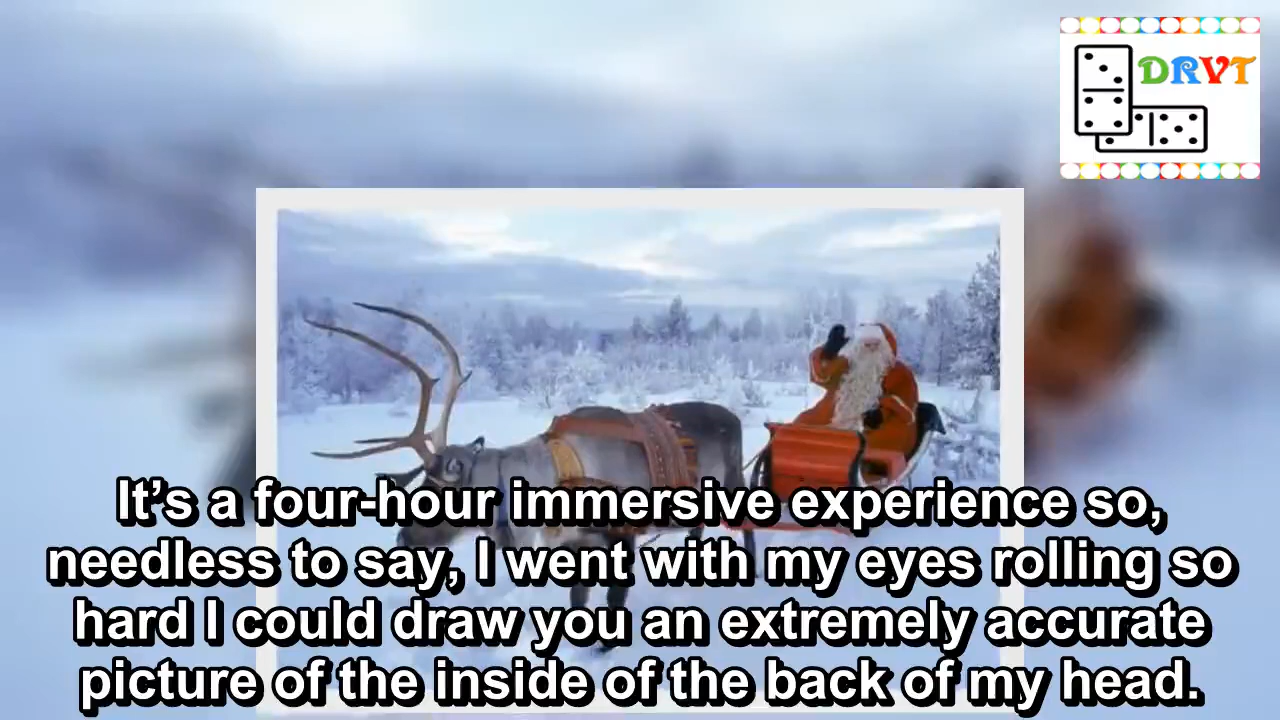 DRVT
It’s a four-hour immersive experience so,
needless to say, I went with my eyes rolling so
hard I could draw you an extremely accurate
picture of the inside of the back of my head.